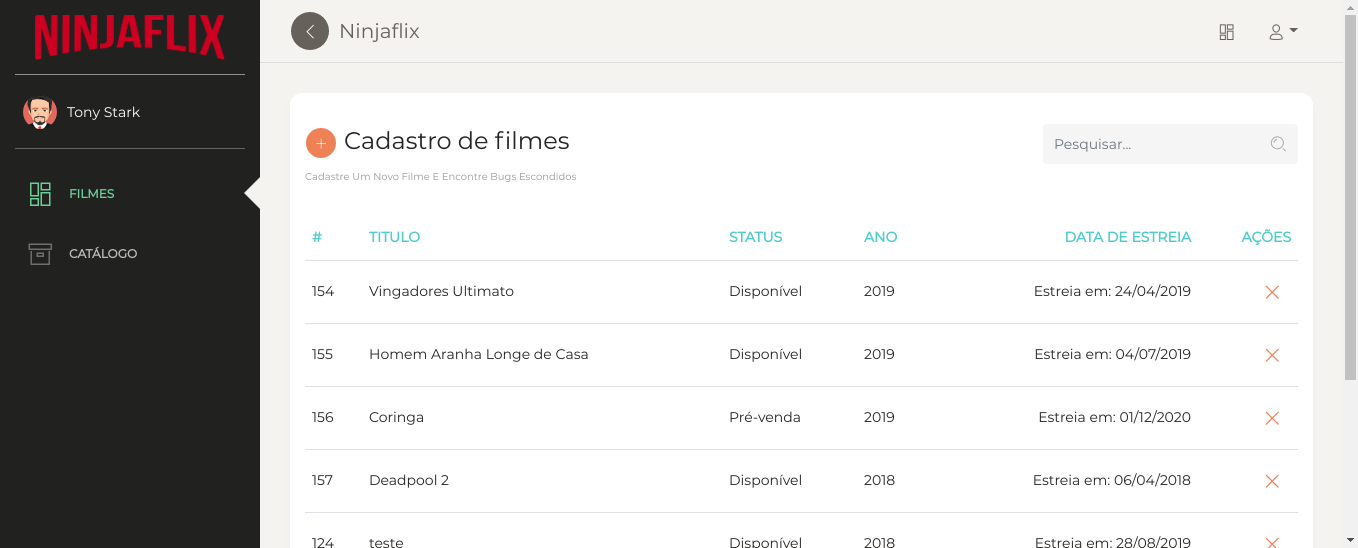 NINJAFLIX
Ninjaflix
Tony Stark
FILMES
CATÁLOGO
Cadastro de filmes
Pesquisar...
Cadastre Um Novo Filme E Encontre Bugs Escondidos
# TITULO STATUS ANO DATA DE ESTREIA AÇÕES
154 Vingadores Ultimato Disponível 2019 Estreia em: 24/04/2019
155 Homem Aranha Longe de Casa Disponível 2019 Estreia em: 04/07/2019
156 Coringa Pré-venda 2019 Estreia em: 01/12/2020
157 Deadpool 2 Disponível 2018 Estreia em: 06/04/2018
124 teste Disponível 2018 Estreia em: 28/08/2019